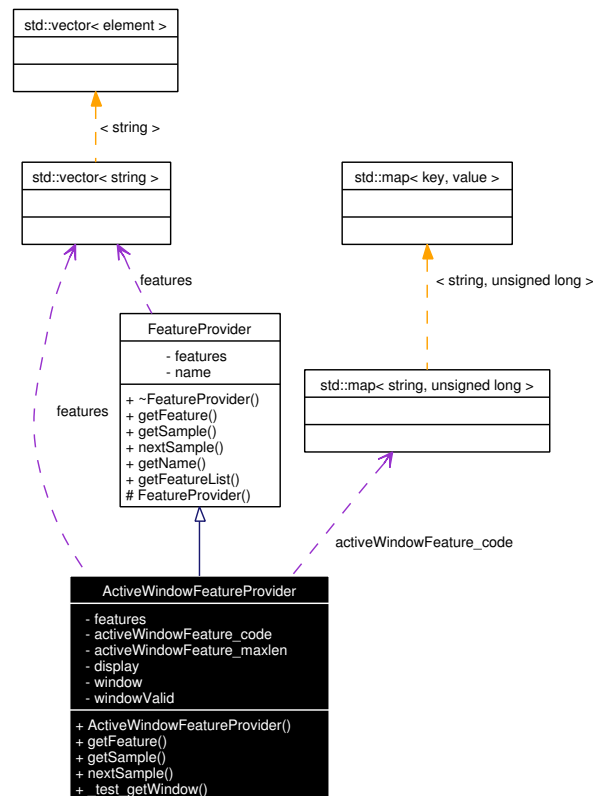 std::vector< element >
< string >
std::vector< string >
std::map< key, value >
features
< string, unsigned long >
FeatureProvider
- features
- name
std::map< string, unsigned long >
+ ~FeatureProvider()
+ getFeature()
features
+ getSample()
+ nextSample()
+ getName()
+ getFeatureList()
# FeatureProvider()
activeWindowFeature_code
ActiveWindowFeatureProvider
- features
- activeWindowFeature_code
- activeWindowFeature_maxlen
- display
- window
- windowValid
+ ActiveWindowFeatureProvider()
+ getFeature()
+ getSample()
+ nextSample()
+ _test_getWindow()